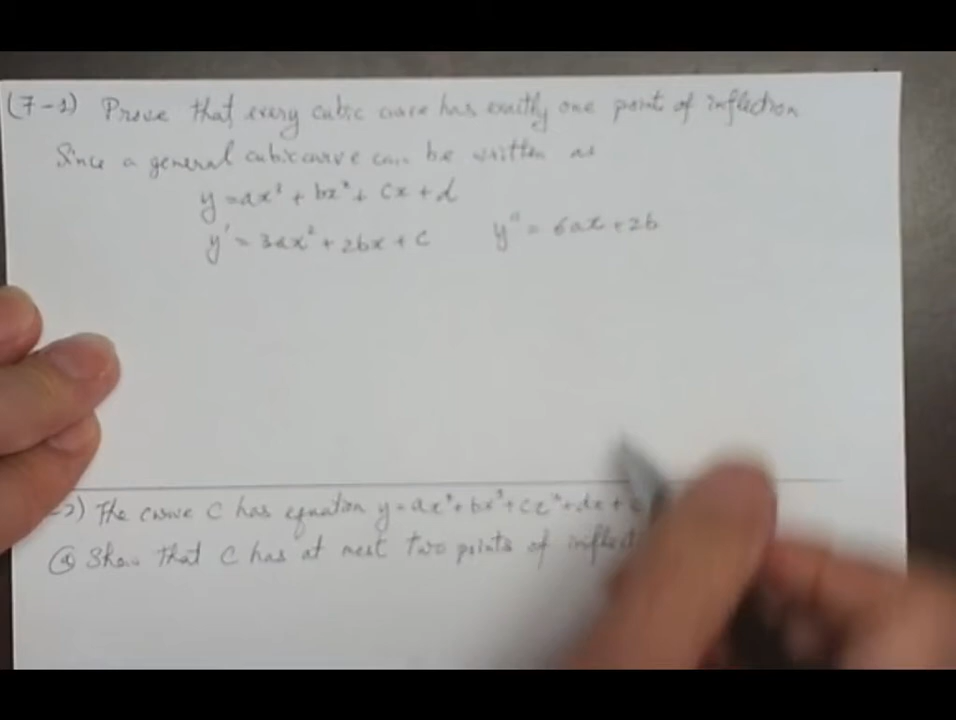 (7-1) Prove that every cubic curve has exactly one point of inflection
Since a general cubic curve can be written as
y = ax³ + bx² + cx + d
y' = 3ax² + 2bx + c y" = 6ax + 2b
2) The curve C has equation y = ax⁴ + bx³ + cx² + dx +
ⓐ Show that C has at most two points of